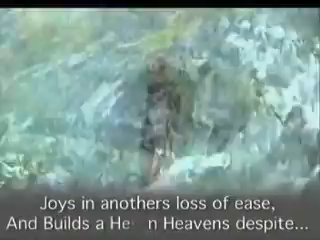 Joys in anothers loss of ease,
And Builds a Heavens despite...